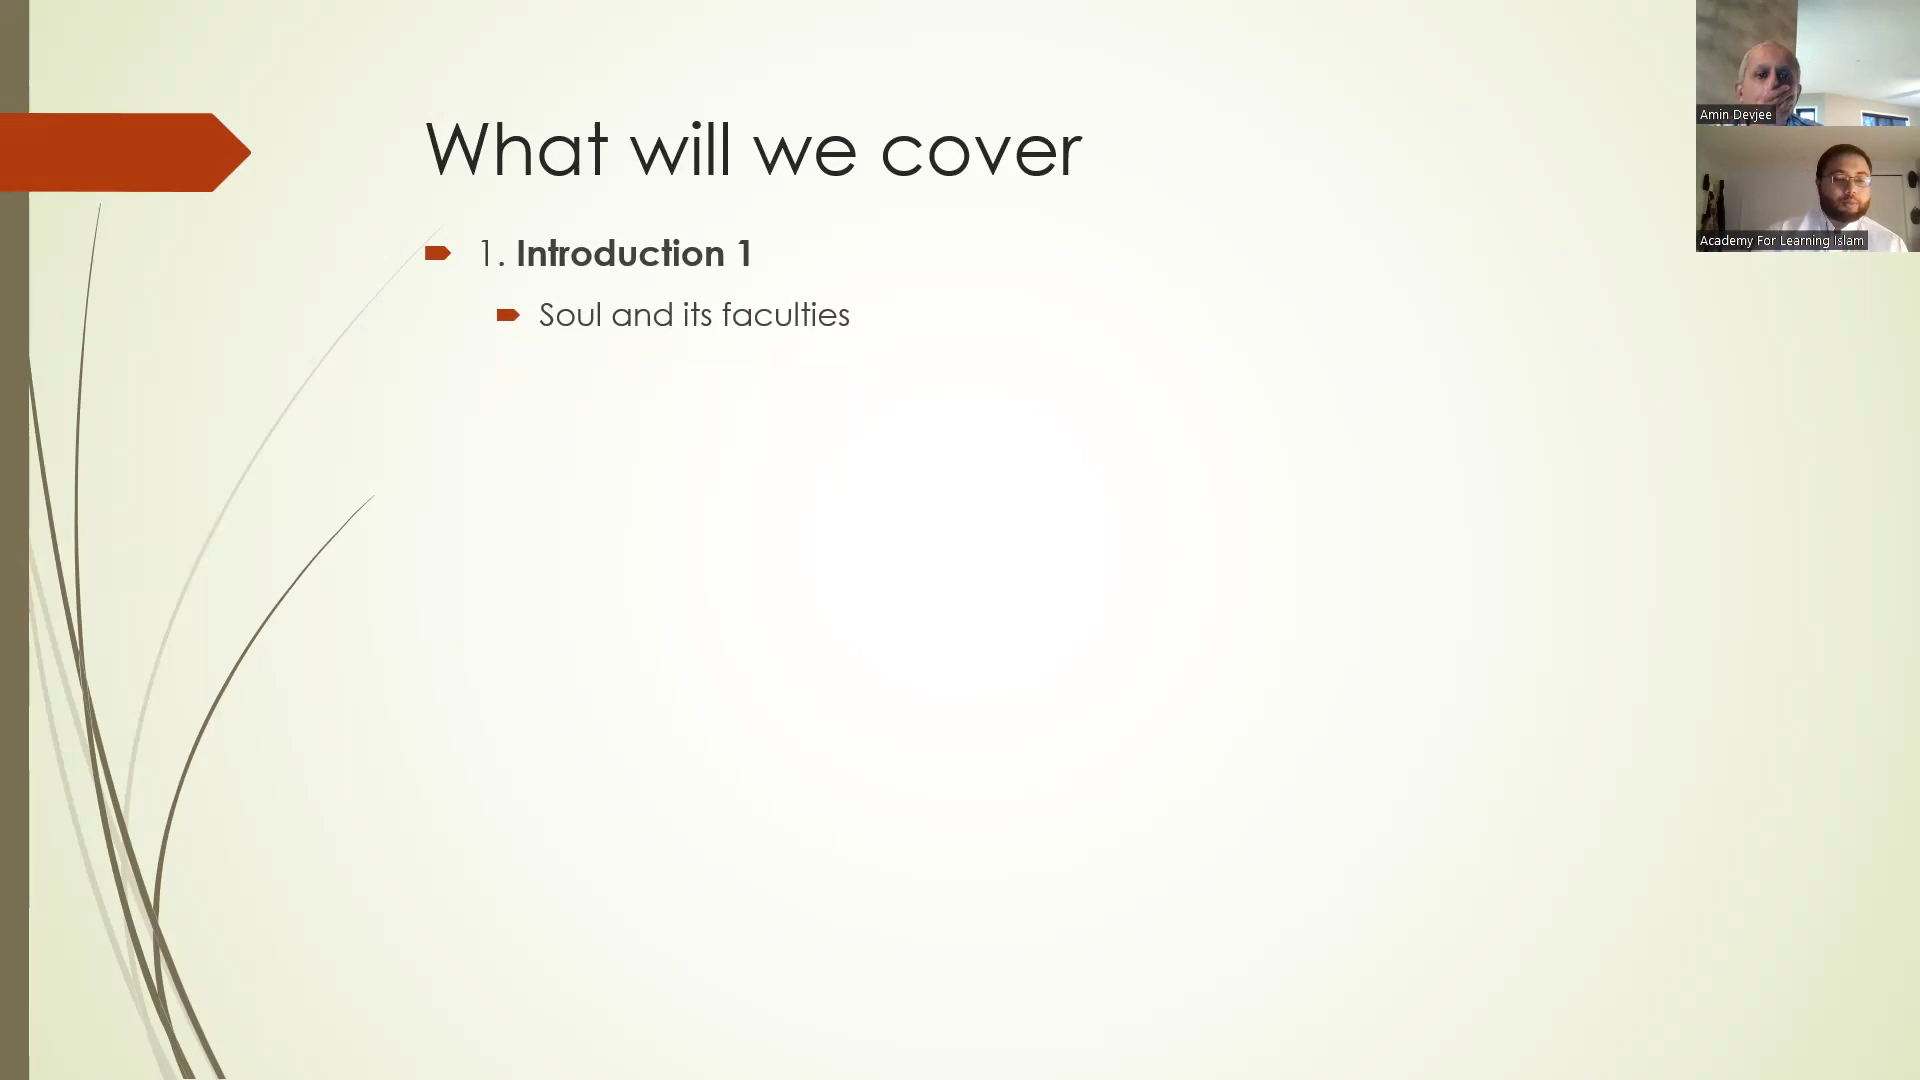 What will we cover
1. Introduction 1
Soul and its faculties
Amin Devjee
Academy For Learning Islam